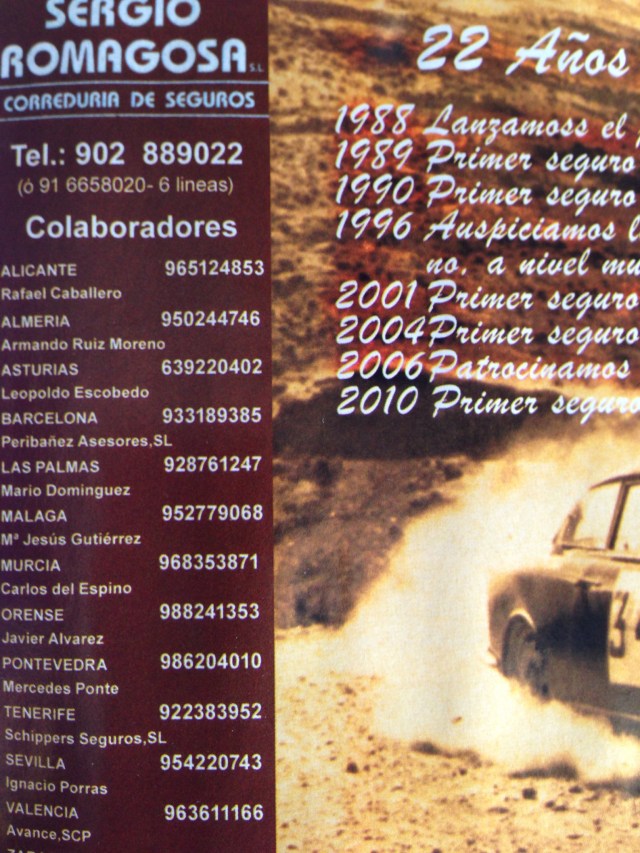 SERGIO
ROMAGOSA S.L
CORREDURIA DE SEGUROS
Tel.: 902 889022
(ó 91 6658020- 6 lineas)
Colaboradores
ALICANTE 965124853
Rafael Caballero
ALMERIA 950244746
Armando Ruiz Moreno
ASTURIAS 639220402
Leopoldo Escobedo
BARCELONA 933189385
Peribañez Asesores,SL
LAS PALMAS 928761247
Mario Dominguez
MALAGA 952779068
Mª Jesús Gutiérrez
MURCIA 968353871
Carlos del Espino
ORENSE 988241353
Javier Alvarez
PONTEVEDRA 986204010
Mercedes Ponte
TENERIFE 922383952
Schippers Seguros,SL
SEVILLA 954220743
Ignacio Porras
VALENCIA 963611166
Avance,SCP
22 Años
1988 Lanzamoss el
1989 Primer seguro
1990 Primer seguro
1996 Auspiciamos l
no, a nivel mu
2001 Primer seguro
2004 Primer seguro
2006 Patrocinamos
2010 Primer seguro
3